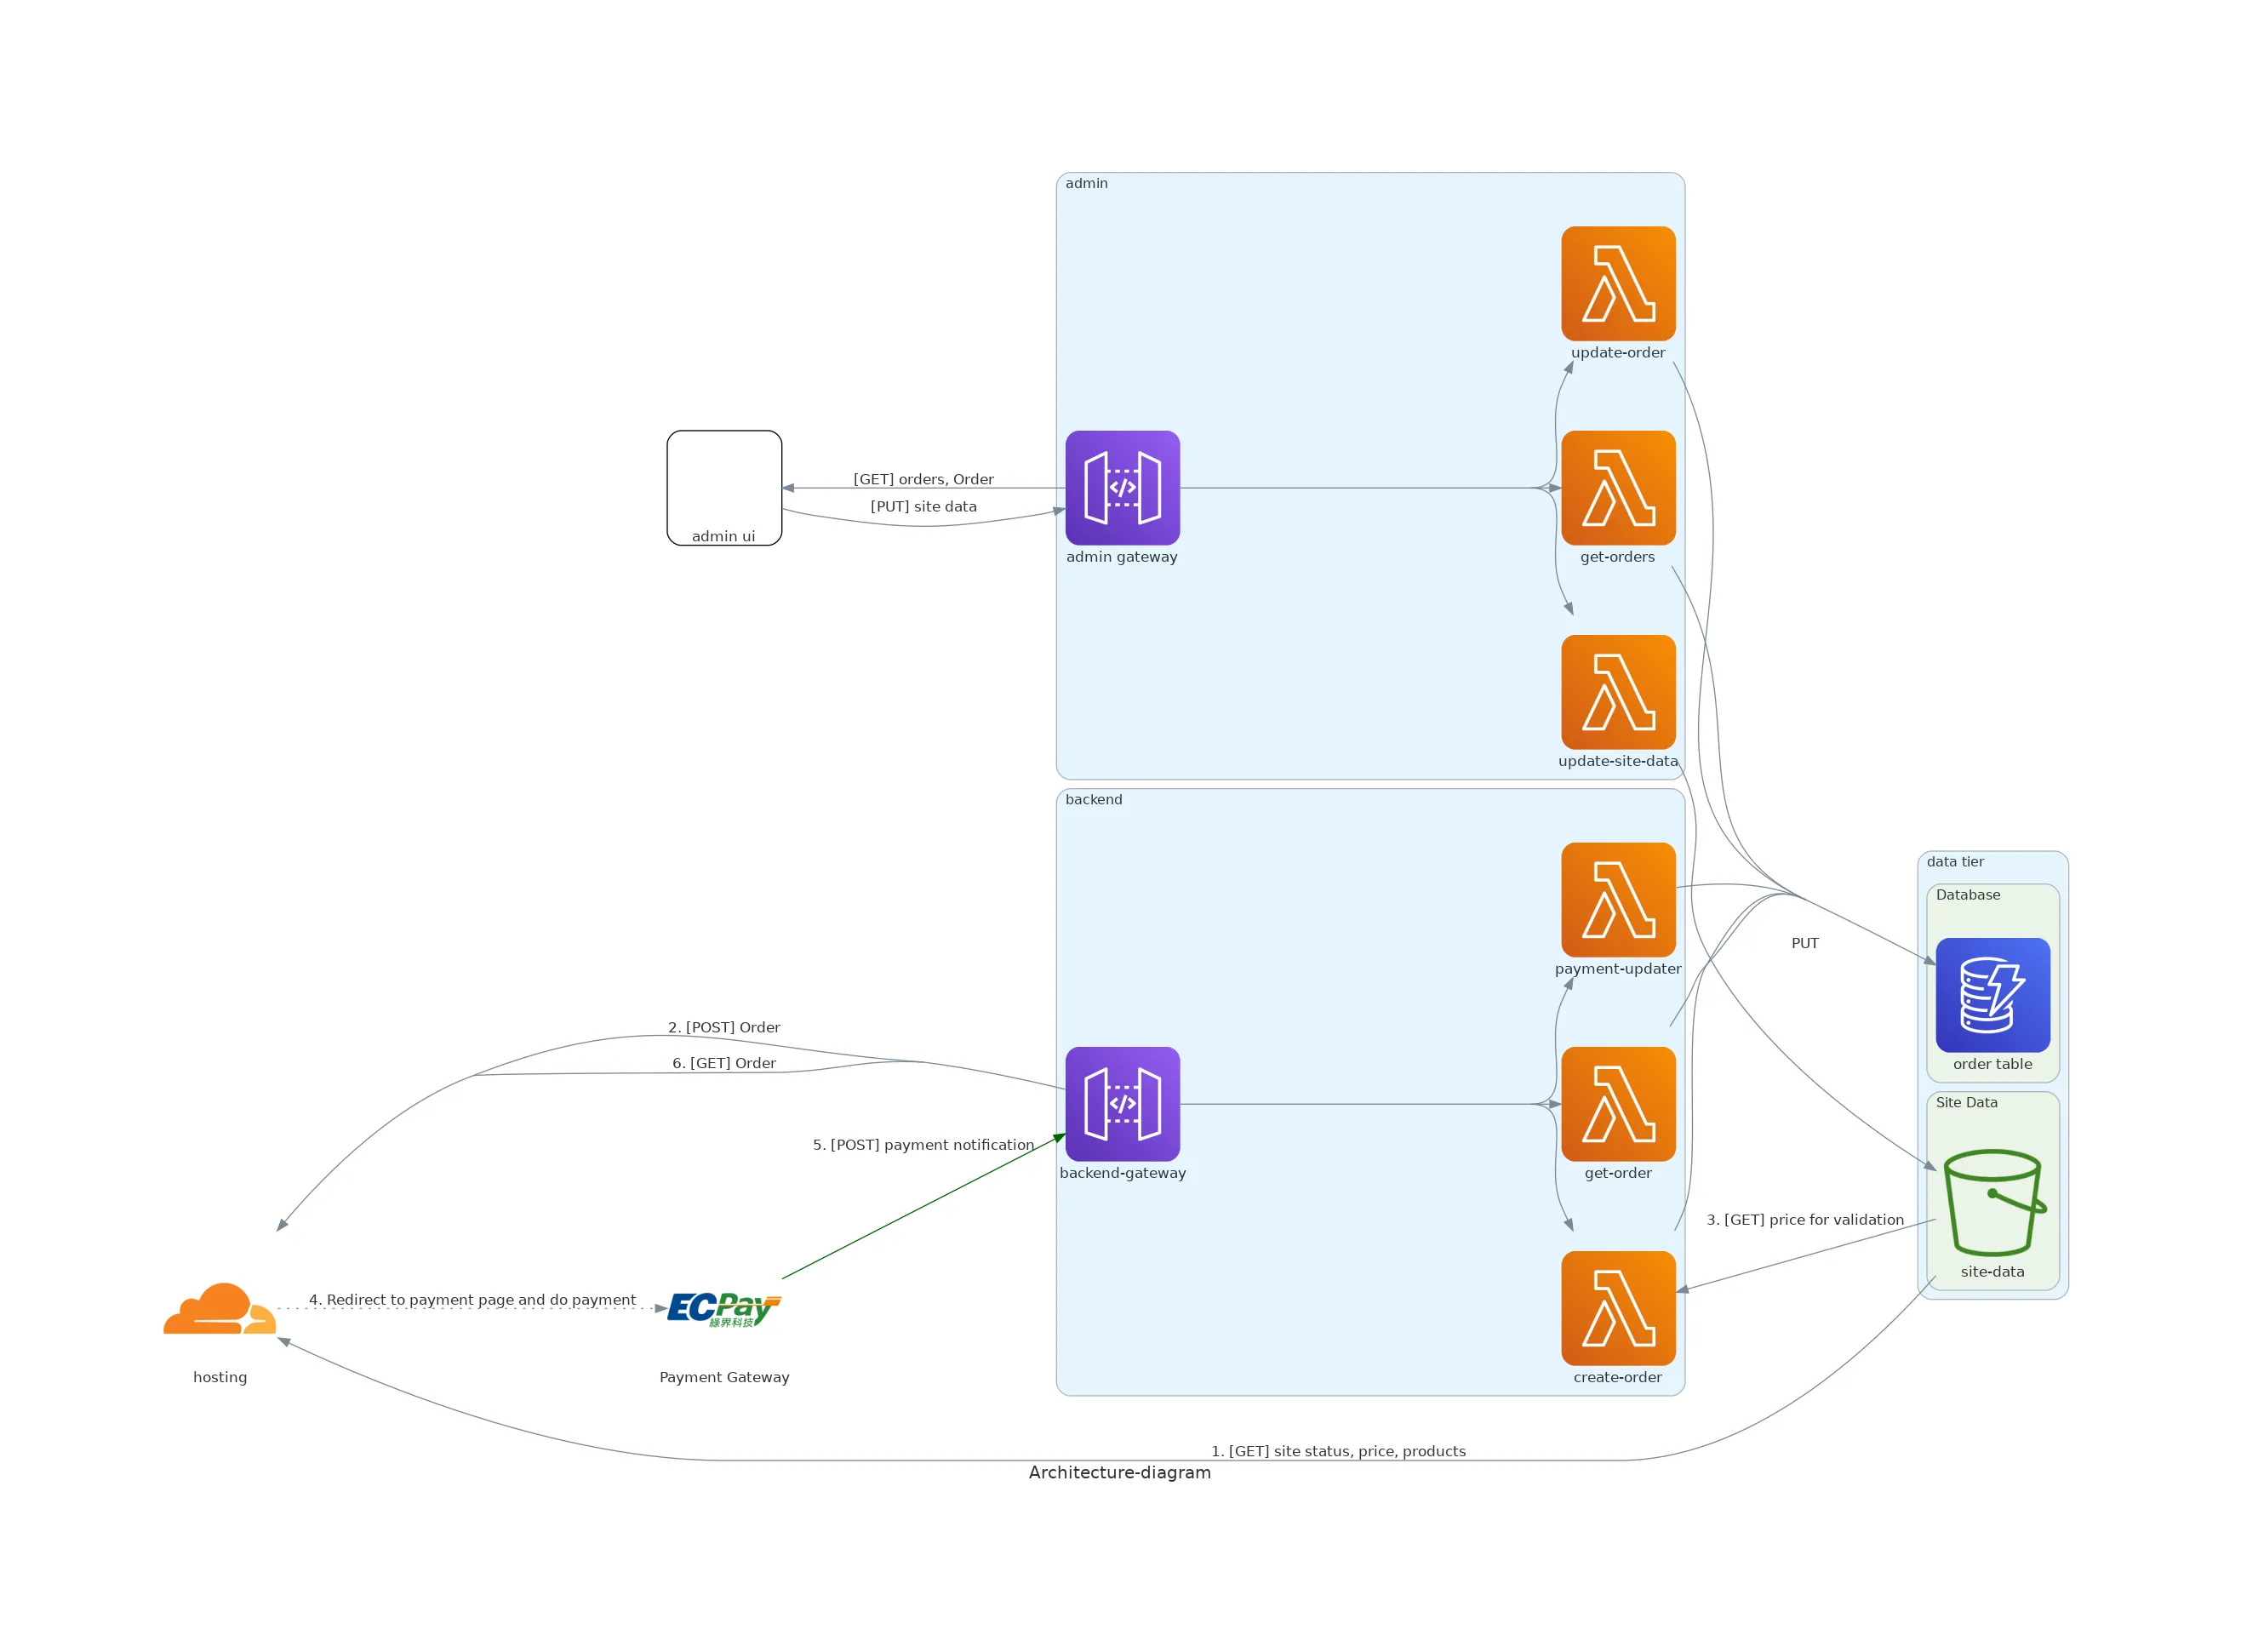 admin
update-order
[GET] orders, Order
[PUT] site data
admin ui
admin gateway
get-orders
update-site-data
backend
payment-updater
data tier
Database
PUT
order table
2. [POST] Order
6. [GET] Order
5. [POST] payment notification
backend-gateway
get-order
Site Data
3. [GET] price for validation
site-data
4. Redirect to payment page and do payment
ECPay
綠界科技
hosting
Payment Gateway
create-order
1. [GET] site status, price, products
Architecture-diagram